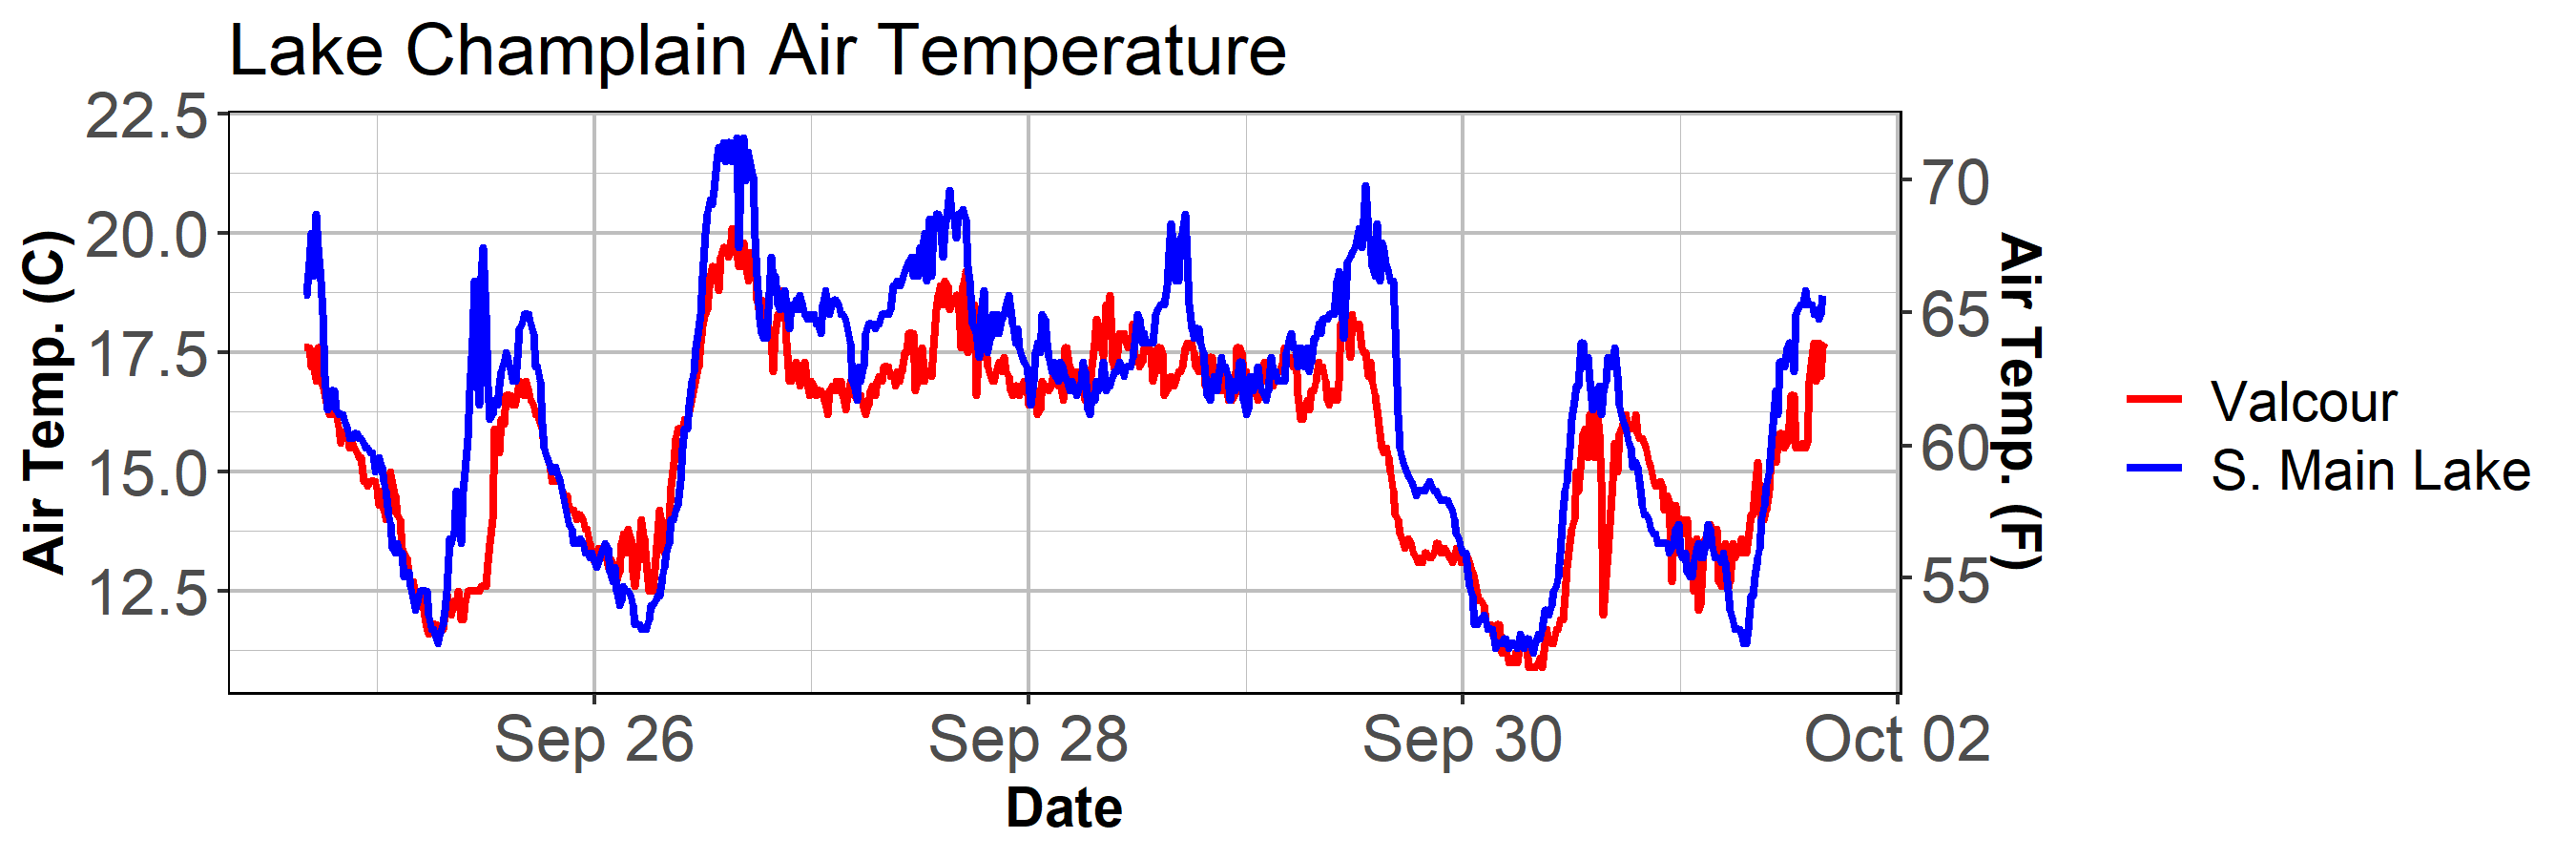 Lake Champlain Air Temperature
Air Temp. (C)
22.5
20.0
17.5
15.0
12.5
70
65
60
55
Air Temp. (F)
Sep 26
Sep 28
Sep 30
Oct 02
Date
Valcour
S. Main Lake